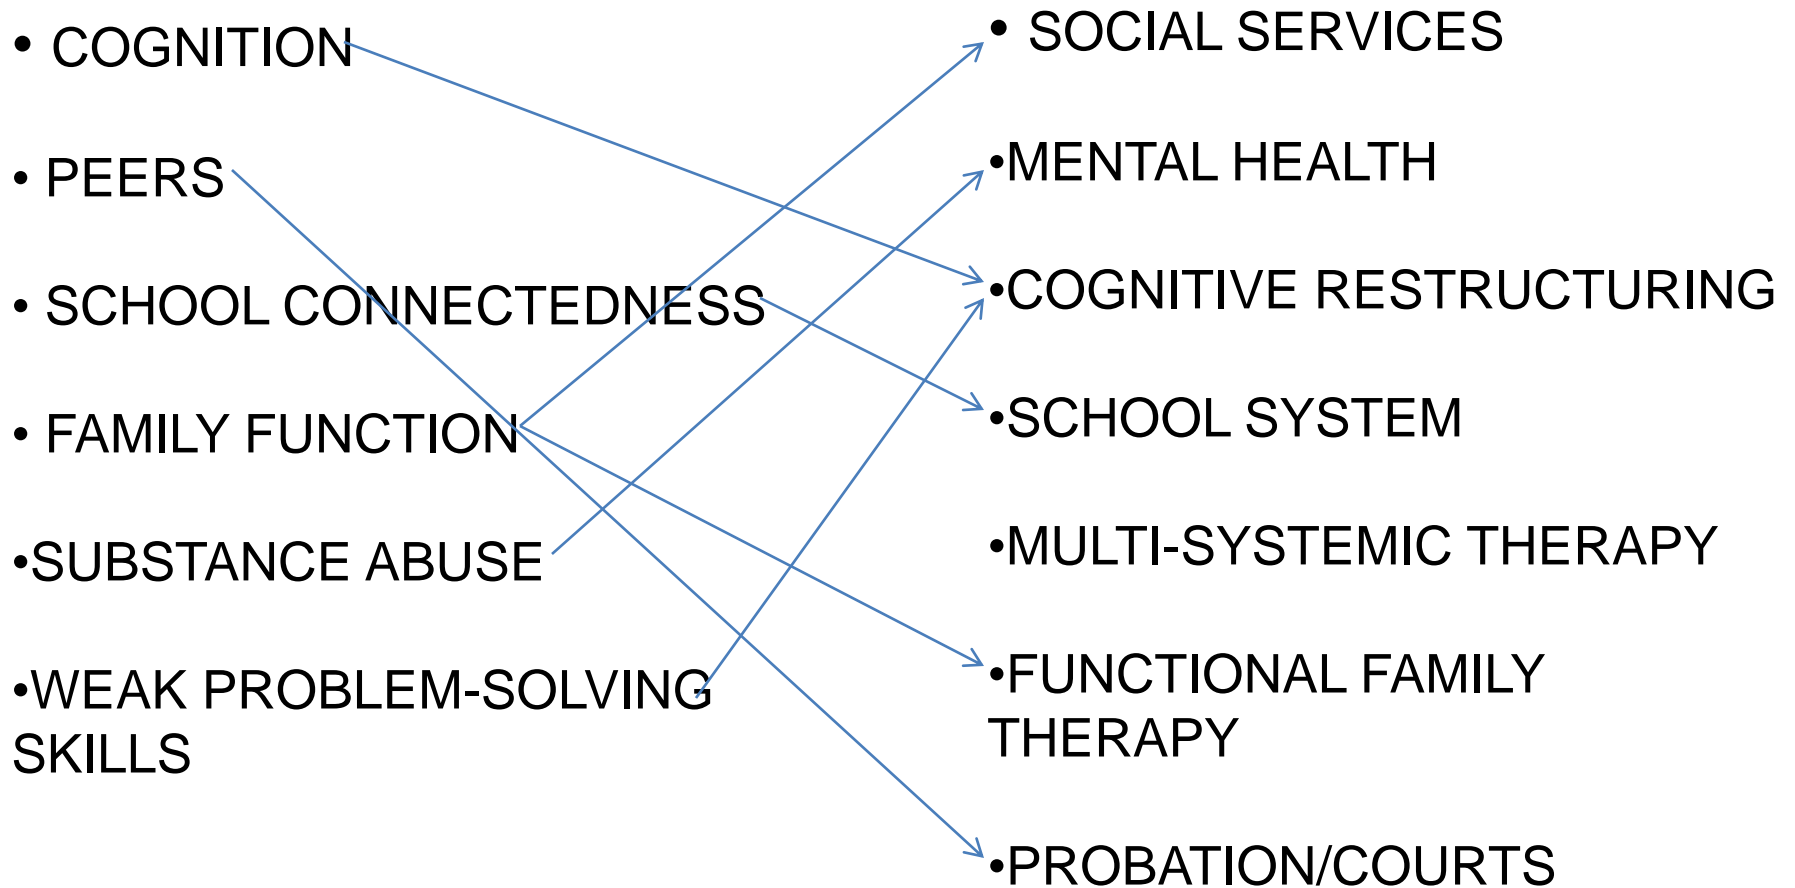 • COGNITION
• PEERS
• SCHOOL CONNECTEDNESS
• FAMILY FUNCTION
•SUBSTANCE ABUSE
•WEAK PROBLEM-SOLVING
SKILLS
• SOCIAL SERVICES
•MENTAL HEALTH
•COGNITIVE RESTRUCTURING
•SCHOOL SYSTEM
•MULTI-SYSTEMIC THERAPY
•FUNCTIONAL FAMILY
THERAPY
•PROBATION/COURTS